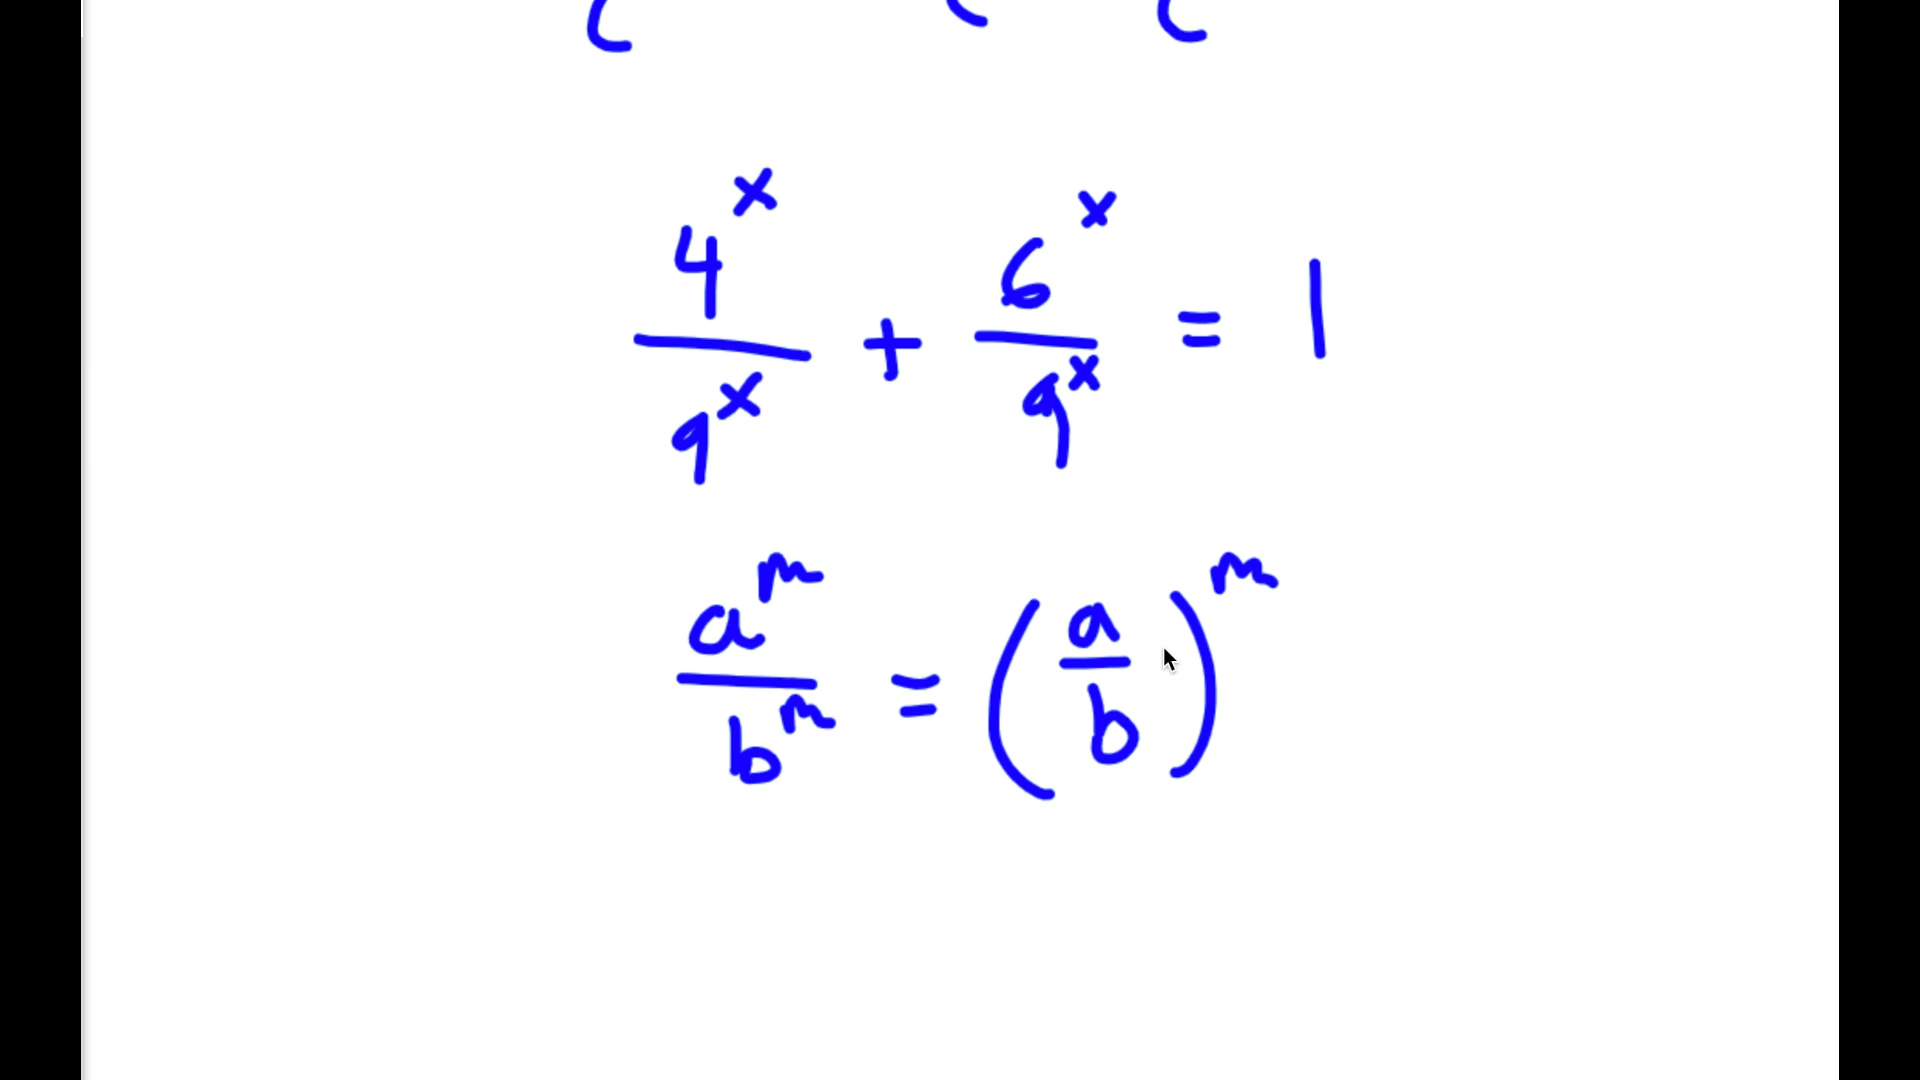 4^x / 9^x + 6^x / 9^x = 1
a^m / b^m = (a / b)^m